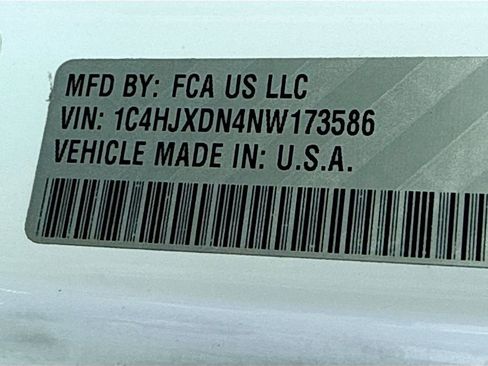 MFD BY: FCA US LLC
VIN: 1C4HJXDN4NW173586
VEHICLE MADE IN: U.S.A.